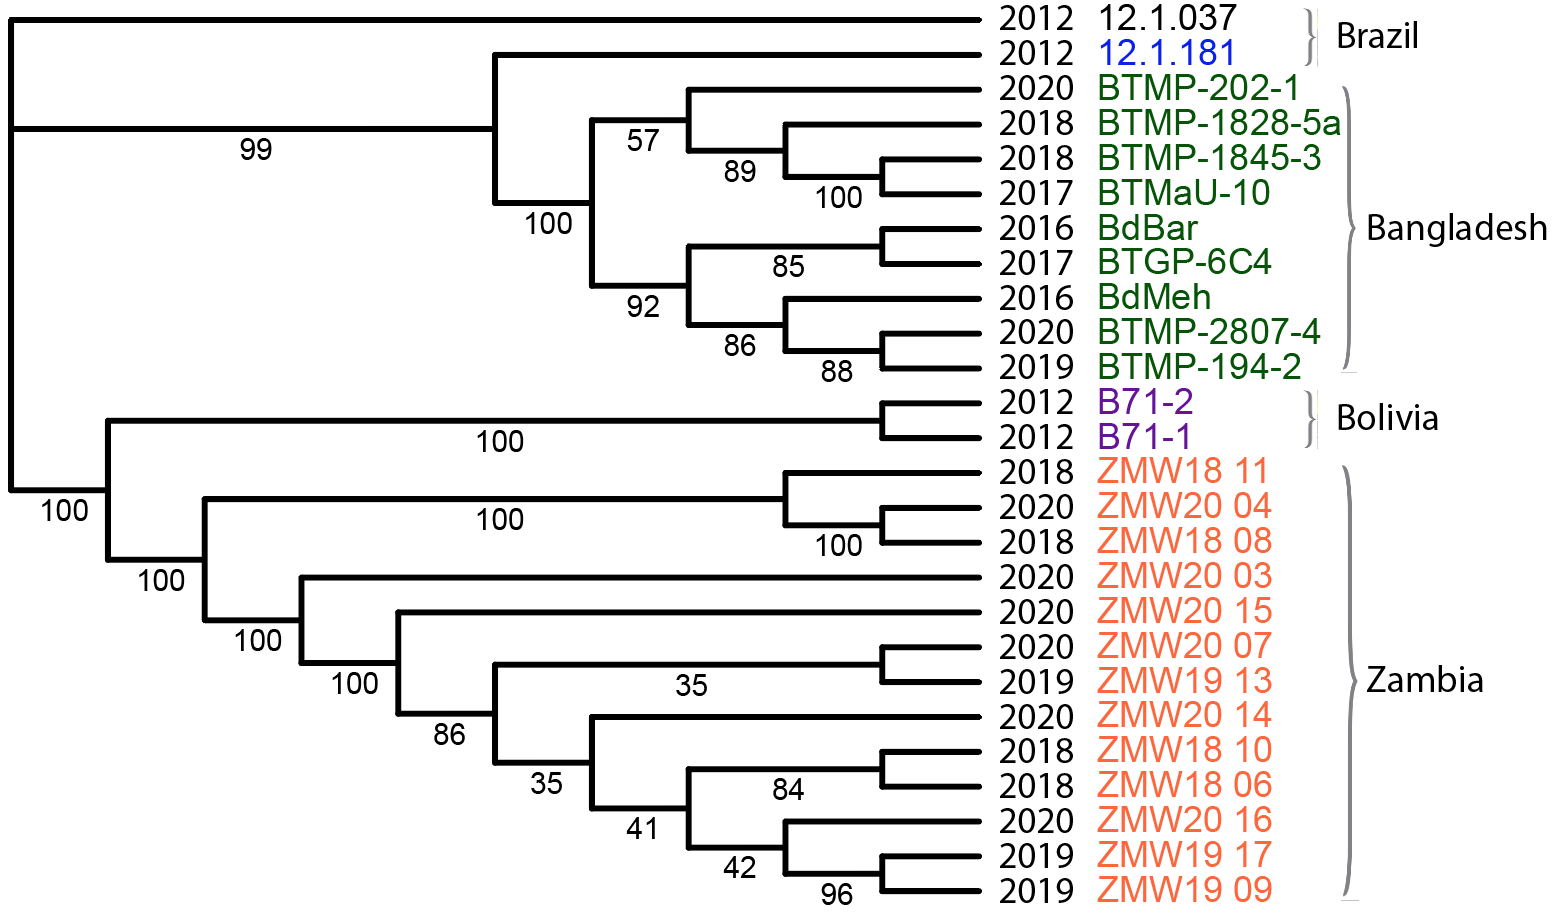 2012 12.1.037
Brazil
2012 12.1.181
2020 BTMP-202-1
57
2018 BTMP-1828-5a
99
2018 BTMP-1845-3
89
2017 BTMaU-10
100
100
2016 BdBar
Bangladesh
2017 BTGP-6C4
85
2016 BdMeh
92
2020 BTMP-2807-4
86
2019 BTMP-194-2
88
2012 B71-2
Bolivia
2012 B71-1
100
2018 ZMW18 11
2020 ZMW20 04
100
100
2018 ZMW18 08
100
2020 ZMW20 03
100
2020 ZMW20 15
100
2020 ZMW20 07
2019 ZMW19 13
Zambia
100
35
2020 ZMW20 14
86
2018 ZMW18 10
2018 ZMW18 06
35
84
2020 ZMW20 16
41
2019 ZMW19 17
42
2019 ZMW19 09
96